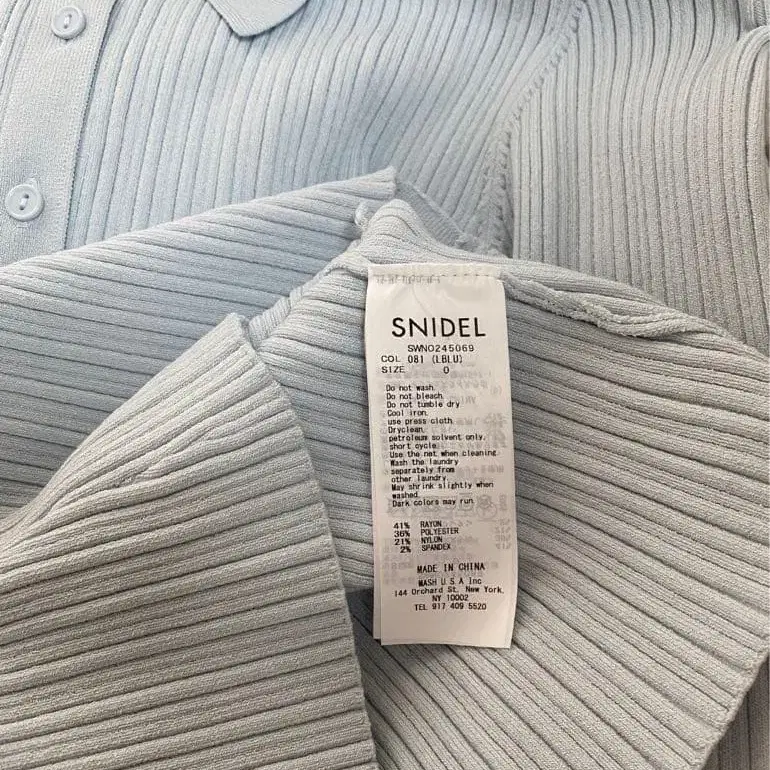 SNIDEL
SWNO245069
COL 081 (LBLU)
SIZE 0
Do not wash.
Do not bleach.
Do not tumble dry
Cool iron.
use press cloth.
Dryclean.
petroleum solvent only.
short cycle.
Use the net when cleaning.
Wash the laundry
separately from
other laundry.
May shrink slightly when
washed.
Dark colors may run.
41% RAYON
36% POLYESTER
21% NYLON
2% SPANDEX
MADE IN CHINA
MASH U S A Inc
144 Orchard St. New York,
NY 10002
TEL 917 409 5520